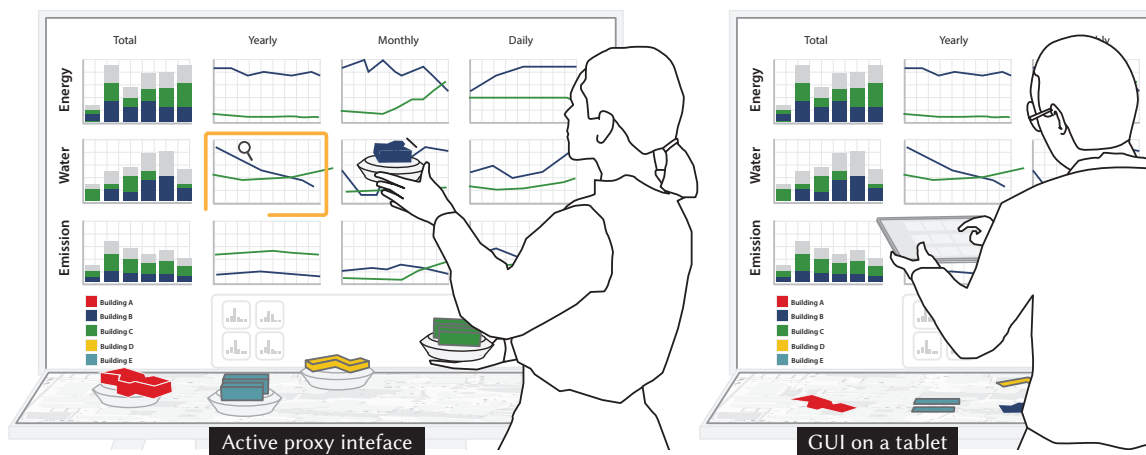 Total Yearly Monthly Daily
Energy
Water
Emission
Building A
Building B
Building C
Building D
Building E
Active proxy inteface
Total Yearly
Energy
Water
Emission
Building A
Building B
Building C
Building D
Building E
GUI on a tablet